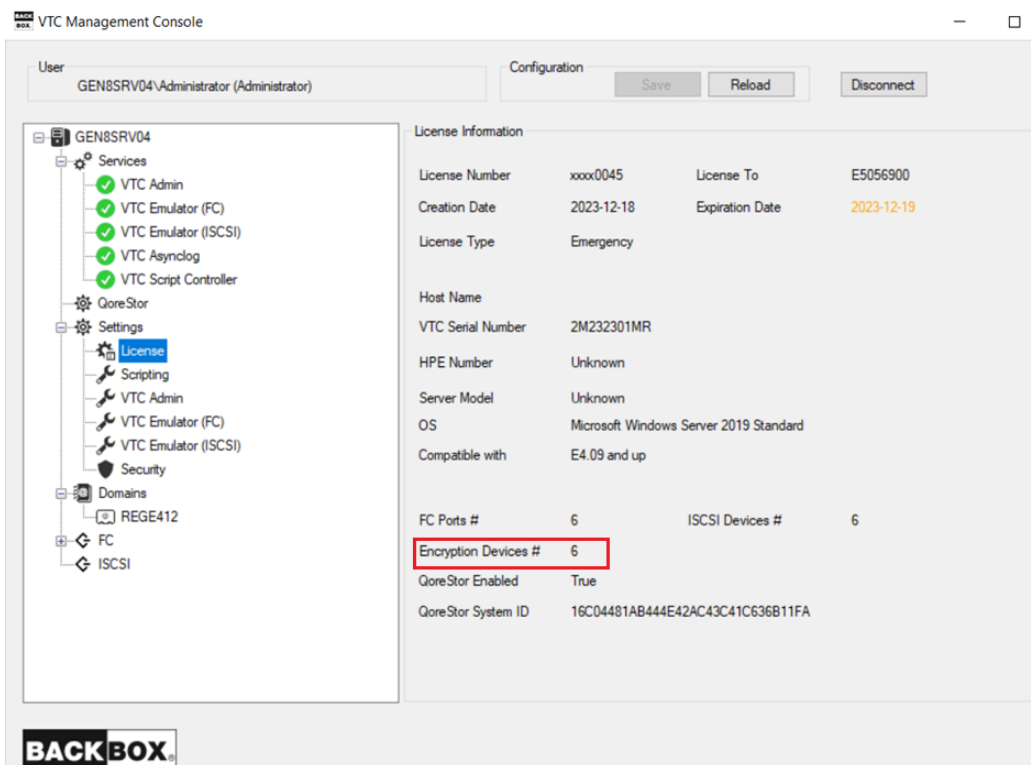 BACK BOX. VTC Management Console
User
GEN8SRV04\Administrator (Administrator)
Configuration
Save Reload Disconnect
GEN8SRV04
Services
VTC Admin
VTC Emulator (FC)
VTC Emulator (ISCSI)
VTC Asynclog
VTC Script Controller
QoreStor
Settings
License
Scripting
VTC Admin
VTC Emulator (FC)
VTC Emulator (ISCSI)
Security
Domains
REGE412
FC
ISCSI
License Information
License Number xxxx0045 License To E5056900
Creation Date 2023-12-18 Expiration Date 2023-12-19
License Type Emergency
Host Name
VTC Serial Number 2M232301MR
HPE Number Unknown
Server Model Unknown
OS Microsoft Windows Server 2019 Standard
Compatible with E4.09 and up
FC Ports # 6 ISCSI Devices # 6
Encryption Devices # 6
QoreStor Enabled True
QoreStor System ID 16C04481AB444E42AC43C41C636B11FA
BACKBOX®